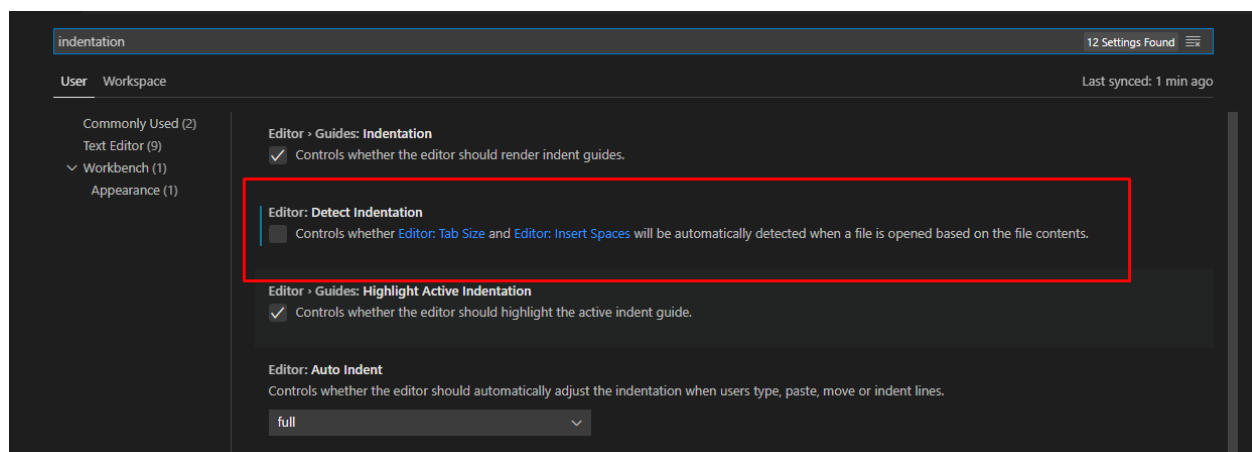 indentation
12 Settings Found
User Workspace
Last synced: 1 min ago
Commonly Used (2)
Text Editor (9)
Workbench (1)
Appearance (1)
Editor › Guides: Indentation
Controls whether the editor should render indent guides.
Editor: Detect Indentation
Controls whether Editor: Tab Size and Editor: Insert Spaces will be automatically detected when a file is opened based on the file contents.
Editor › Guides: Highlight Active Indentation
Controls whether the editor should highlight the active indent guide.
Editor: Auto Indent
Controls whether the editor should automatically adjust the indentation when users type, paste, move or indent lines.
full